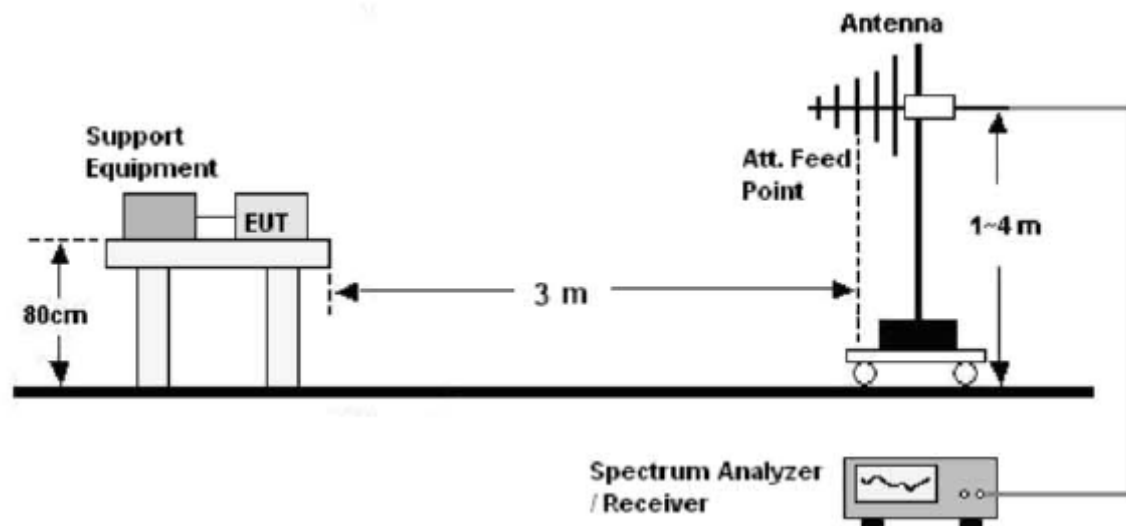 Antenna
Support
Equipment
Att. Feed
Point
EUT
1~4 m
3 m
80cm
Spectrum Analyzer
/ Receiver